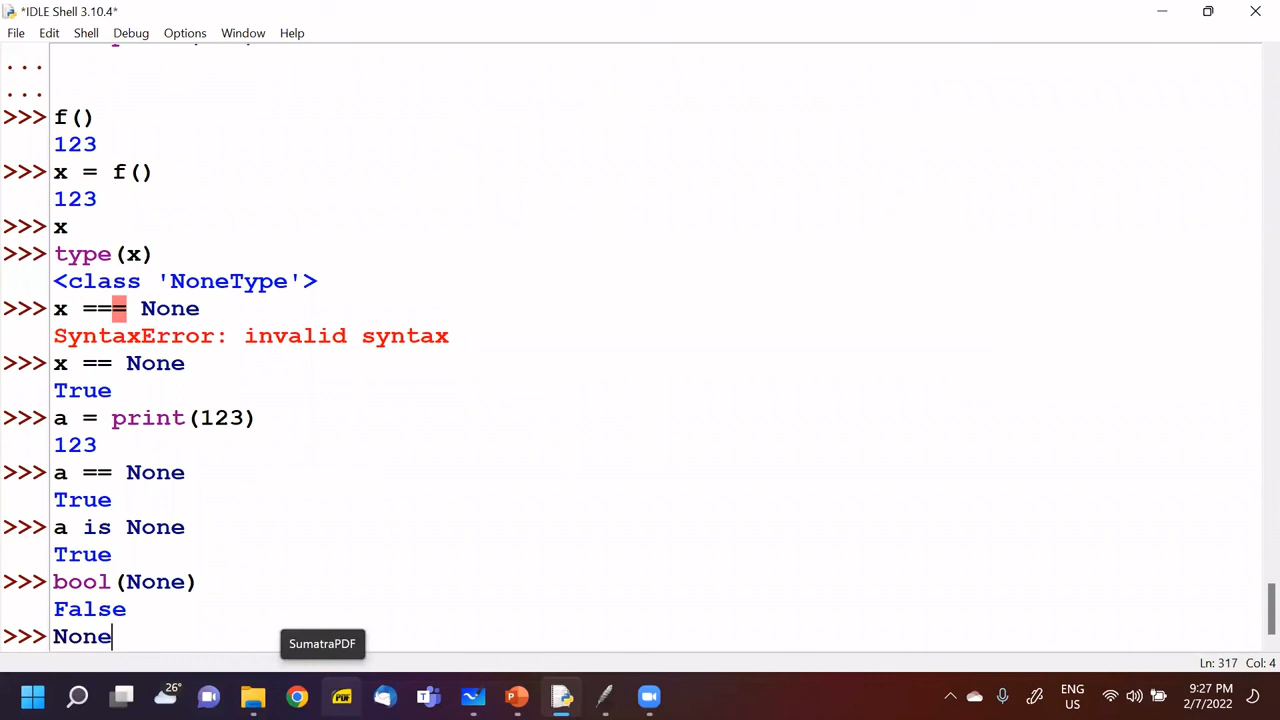 *IDLE Shell 3.10.4*
File Edit Shell Debug Options Window Help
...
...
>>> f()
123
>>> x = f()
123
>>> x
>>> type(x)
<class 'NoneType'>
>>> x === None
SyntaxError: invalid syntax
>>> x == None
True
>>> a = print(123)
123
>>> a == None
True
>>> a is None
True
>>> bool(None)
False
>>> None
SumatraPDF
Ln: 317 Col: 4
26°
PDF
ENG
US
9:27 PM
2/7/2022